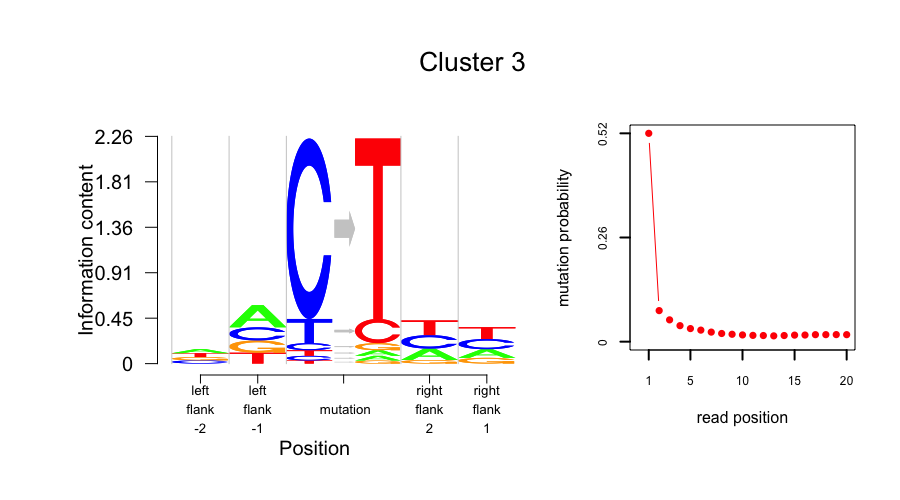 Cluster 3
Information content
2.26
1.81
1.36
0.91
0.45
0
A
T
G
C
A
C
G
T
C
T
C
T
C
T
T
C
G
A
A
G
T
C
A
G
T
C
A
G
left flank -2
left flank -1
mutation
right flank 2
right flank 1
Position
mutation probability
0.52
0.26
0
1
5
10
15
20
read position